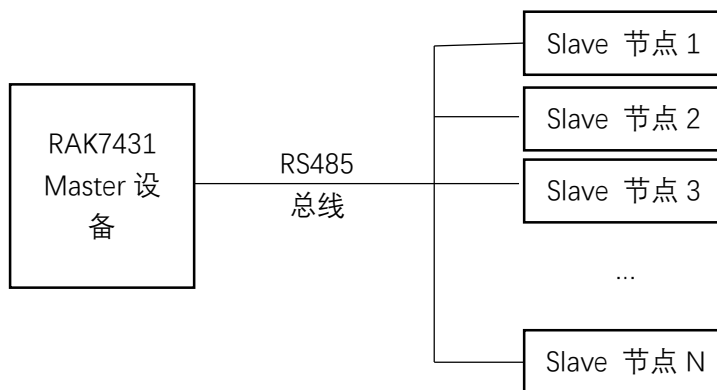 RAK7431
Master 设
备
RS485
总线
Slave 节点 1
Slave 节点 2
Slave 节点 3
...
Slave 节点 N